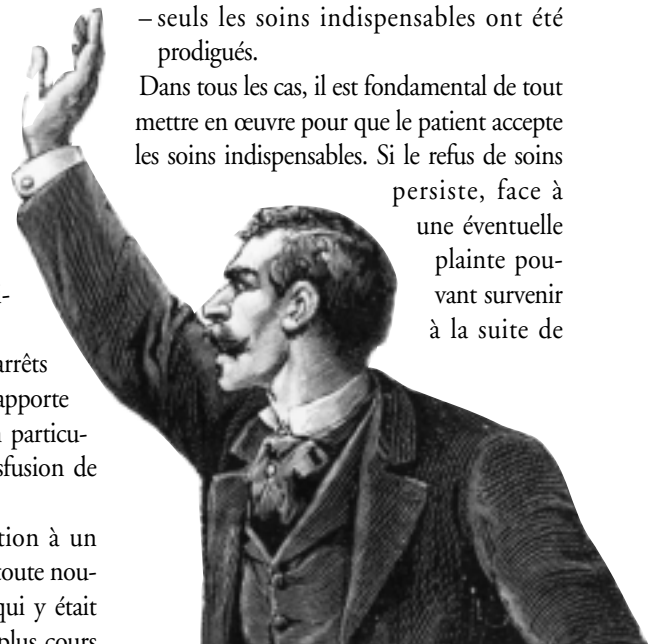 arrêts
apporte
particu-
sfusion de
tion à un
toute nou-
qui y était
plus cours
– seuls les soins indispensables ont été
prodigués.
Dans tous les cas, il est fondamental de tout
mettre en œuvre pour que le patient accepte
les soins indispensables. Si le refus de soins
persiste, face à
une éventuelle
plainte pou-
vant survenir
à la suite de